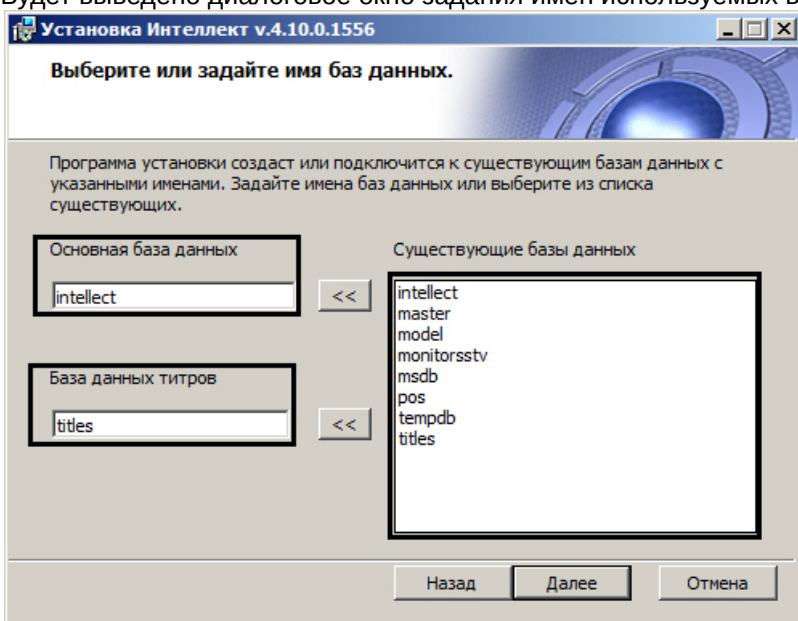 Будет выведено диалоговое окно задания имен используемых в
Установка Интеллект v.4.10.0.1556
Выберите или задайте имя баз данных.
Программа установки создаст или подключится к существующим базам данных с
указанными именами. Задайте имена баз данных или выберите из списка
существующих.
Основная база данных
intellect
<<
База данных титров
titles
<<
Существующие базы данных
intellect
master
model
monitorsstv
msdb
pos
tempdb
titles
Назад
Далее
Отмена